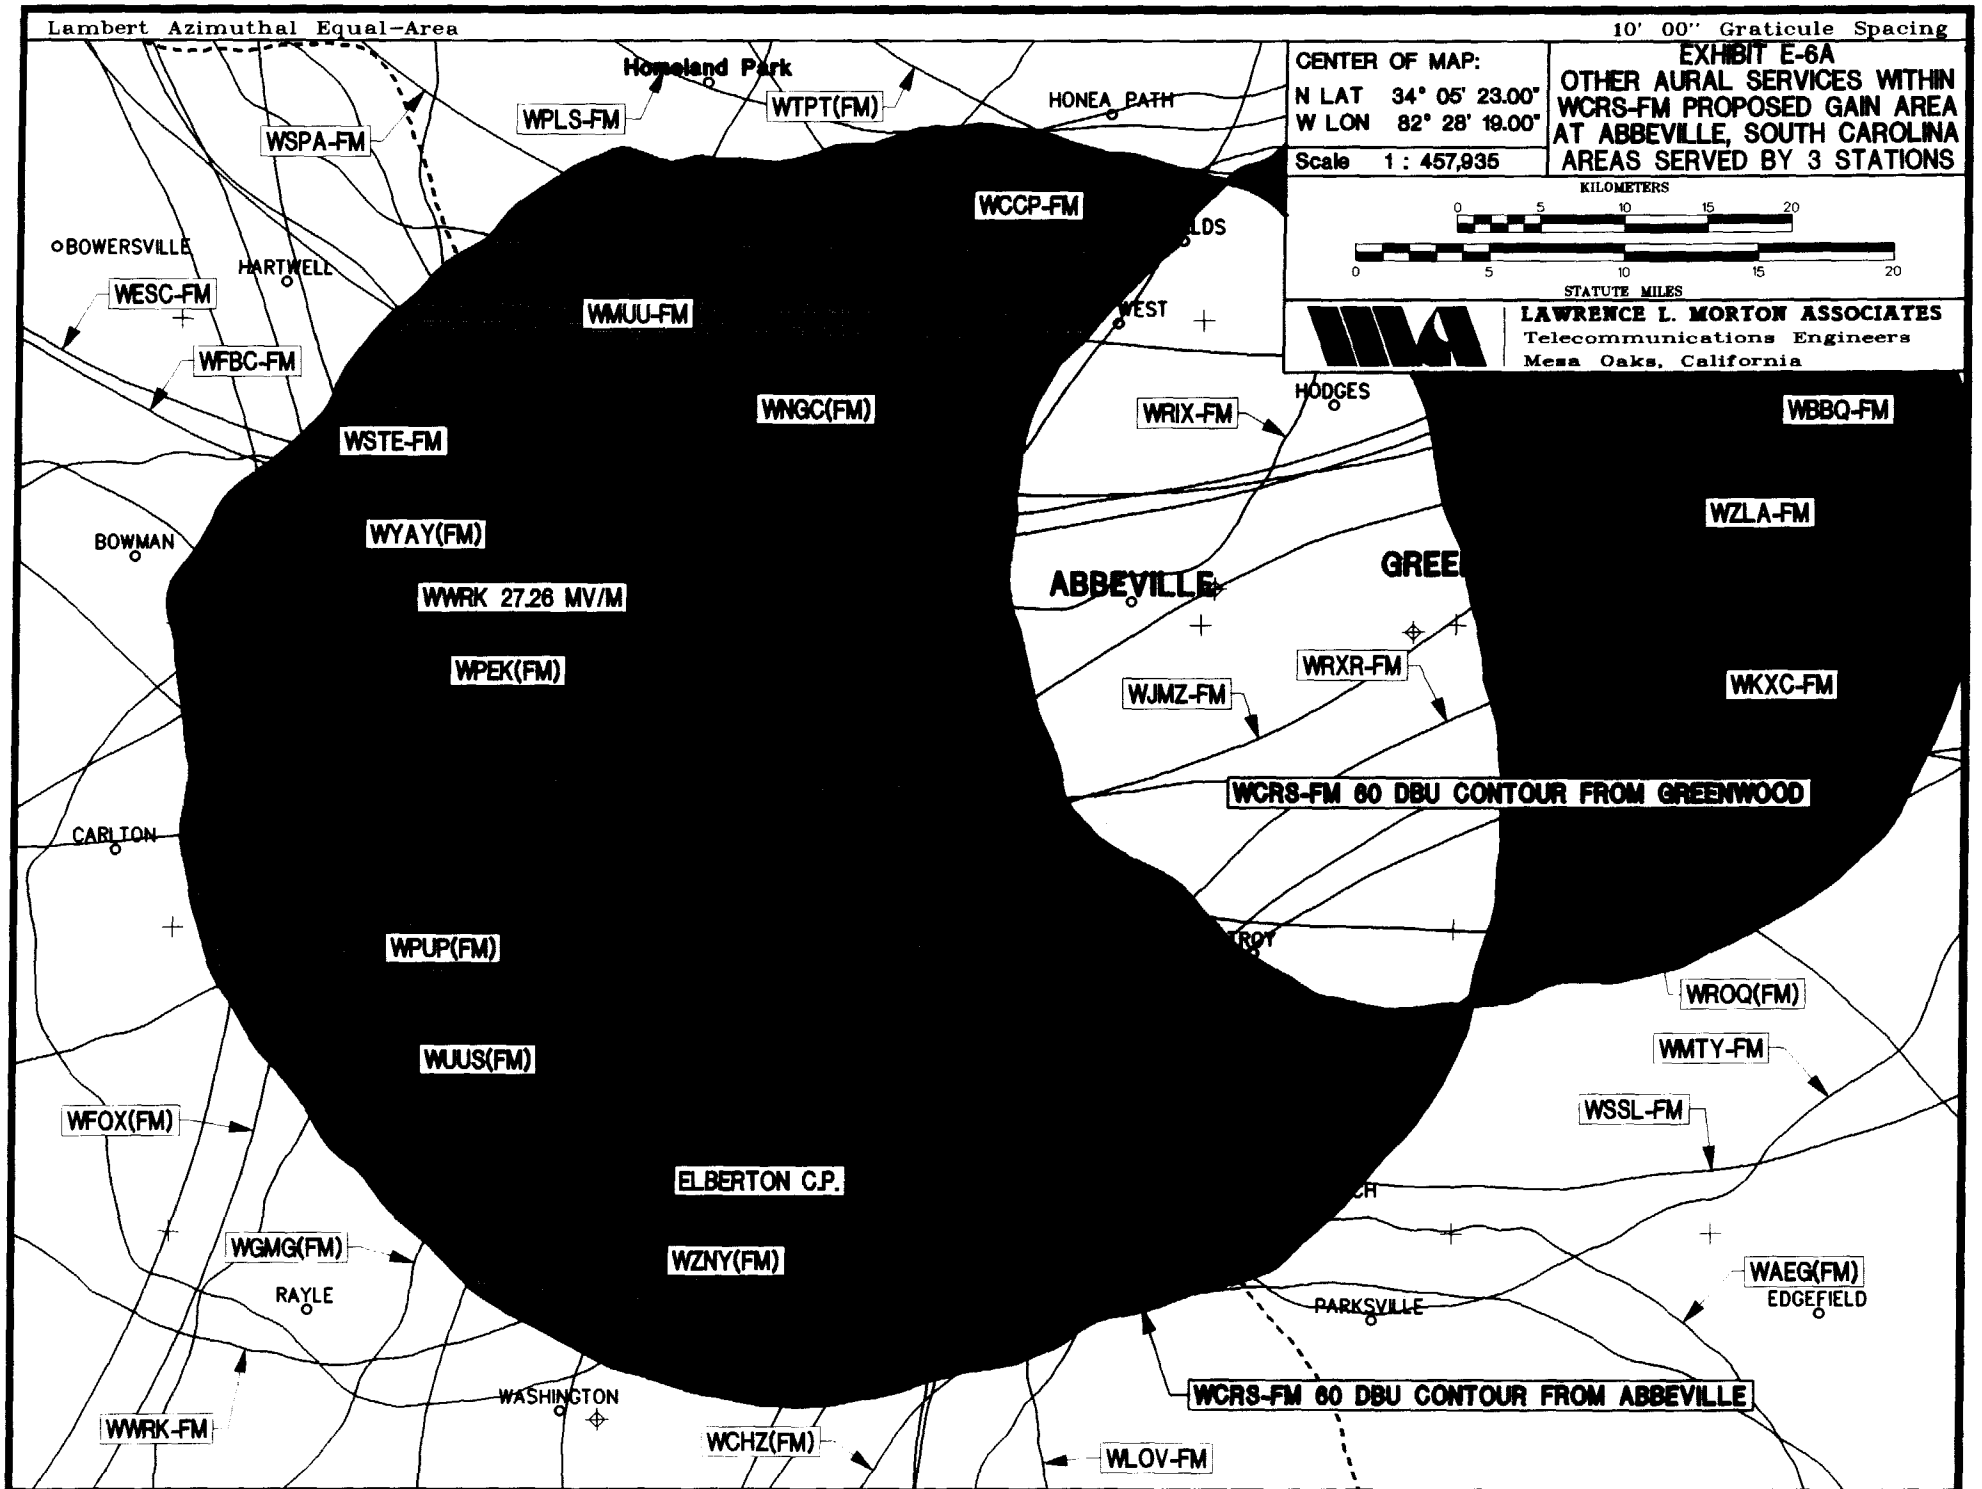 Lambert Azimuthal Equal-Area
10' 00" Graticule Spacing
CENTER OF MAP:
N LAT 34° 05' 23.00"
W LON 82° 28' 19.00"
Scale 1 : 457,935
EXHIBIT E-6A
OTHER AURAL SERVICES WITHIN
WCRS-FM PROPOSED GAIN AREA
AT ABBEVILLE, SOUTH CAROLINA
AREAS SERVED BY 3 STATIONS
KILOMETERS
0 5 10 15 20
0 5 10 15 20
STATUTE MILES
LAWRENCE L. MORTON ASSOCIATES
Telecommunications Engineers
Mesa Oaks, California
Homeland Park
WPLS-FM
WTPT(FM)
HONEA PATH
WSPA-FM
WCCP-FM
LDS
BOWERSVILLE
HARTWELL
WESC-FM
WMUU-FM
WEST
WFBC-FM
HODGES
WNGC(FM)
WRIX-FM
WBBQ-FM
WSTE-FM
WZLA-FM
WYAY(FM)
BOWMAN
GREE
ABBEVILLE
WWRK 27.26 MV/M
WPEK(FM)
WRXR-FM
WJMZ-FM
WKXC-FM
WCRS-FM 60 DBU CONTOUR FROM GREENWOOD
CARLTON
WPUP(FM)
TROY
WROQ(FM)
WUUS(FM)
WMTY-FM
WFOX(FM)
WSSL-FM
ELBERTON C.P.
CH
WGMG(FM)
WZNY(FM)
WAEG(FM)
RAYLE
PARKSVILLE
EDGEFIELD
WASHINGTON
WCRS-FM 60 DBU CONTOUR FROM ABBEVILLE
WWRK-FM
WCHZ(FM)
WLOV-FM